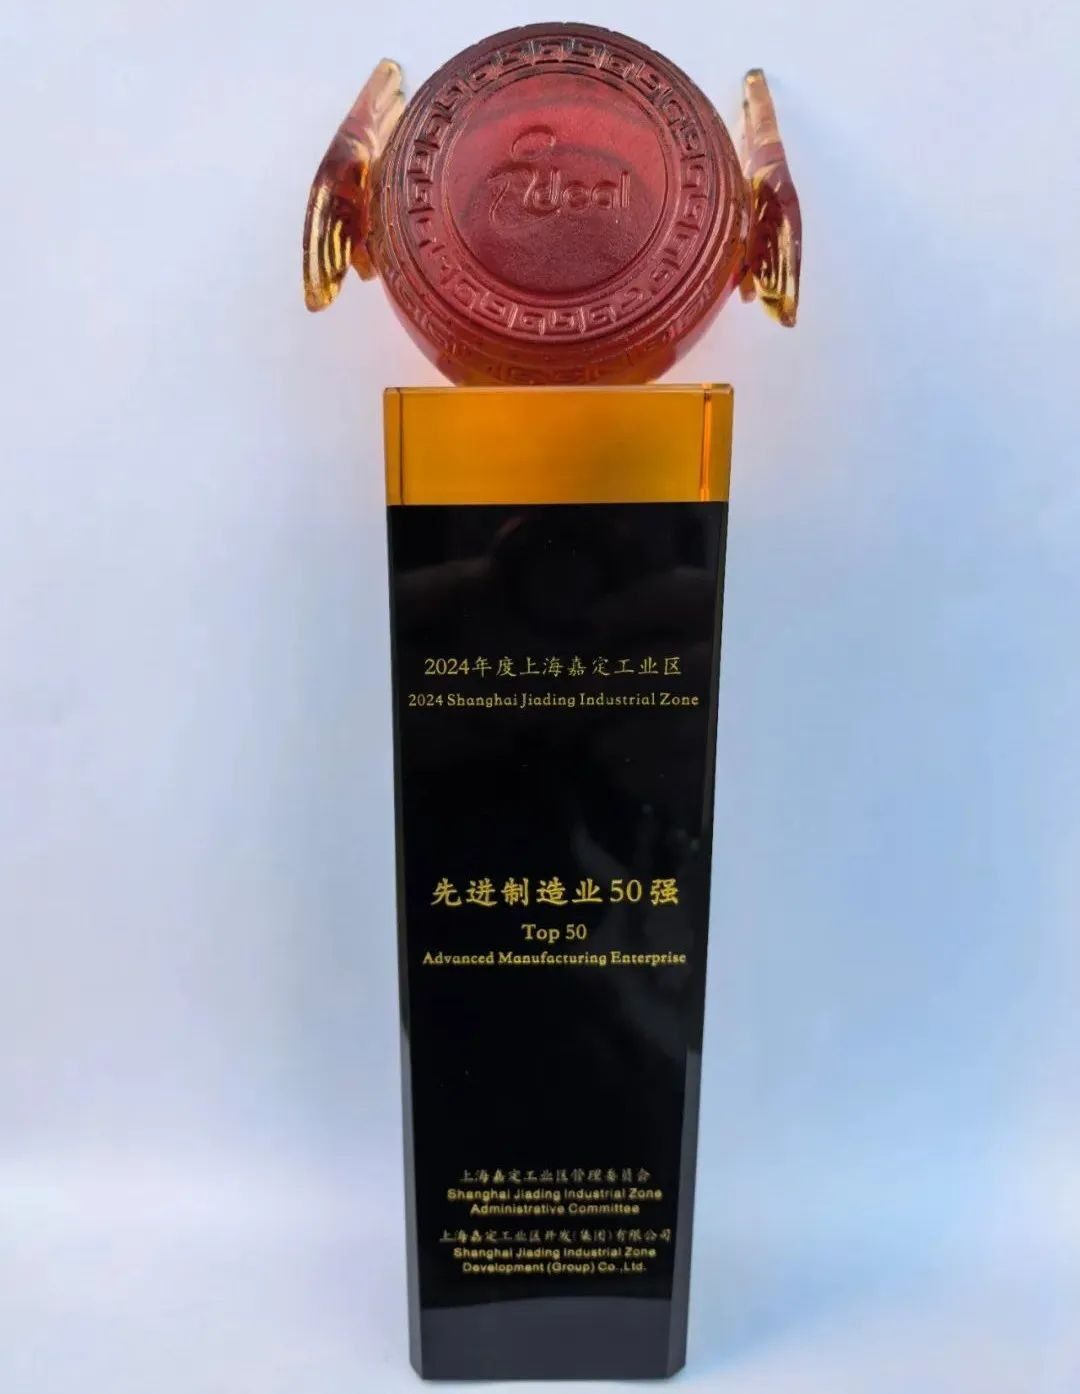 ideal
2024年度上海嘉定工业区
2024 Shanghai Jiading Industrial Zone
先进制造业50强
Top 50
Advanced Manufacturing Enterprise
上海嘉定工业区管理委员会
Shanghai Jiading Industrial Zone
Administrative Committee
上海嘉定工业区开发(集团)有限公司
Shanghai Jiading Industrial Zone
Development (Group) Co.,Ltd.